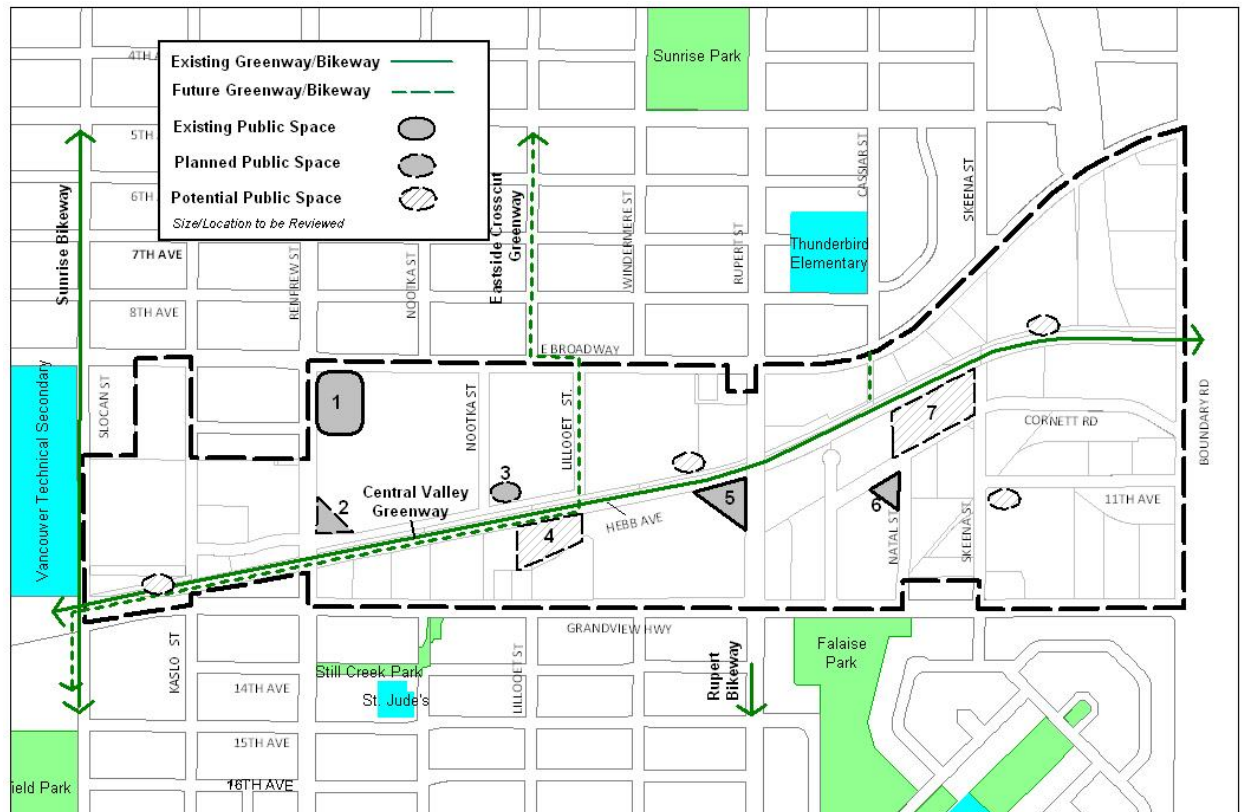 Sunrise Park
4TH A
Existing Greenway/Bikeway
Future Greenway/Bikeway
Existing Public Space
Planned Public Space
Potential Public Space
Size/Location to be Reviewed
5TH A
6TH A
7TH AVE
8TH AVE
Sunrise Bikeway
RENFREW ST
NOOTKA ST
Eastside Crosscut
Greenway
WINDERMERE ST
RUPERT ST
CASSIAR ST
SKEENA ST
Thunderbird
Elementary
E BROADWAY
Vancouver Technical Secondary
SLOCAN ST
1
NOOTKA ST
LILLOOET ST.
7
CORNETT RD
BOUNDARY RD
2
3
Central Valley
Greenway
4
HEBB AVE
5
6
NATAL ST
SKEENA ST
11TH AVE
KASLO ST
GRANDVIEW HWY
Still Creek Park
St. Jude's
14TH AVE
LILLOOET ST
Rupert
Bikeway
Falaise
Park
15TH AVE
16TH AVE
ield Park